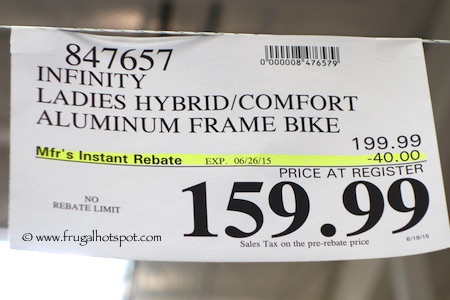 847657
0000008476579
INFINITY
LADIES HYBRID/COMFORT
ALUMINUM FRAME BIKE
199.99
Mfr's Instant Rebate EXP. 06/26/15 -40.00
PRICE AT REGISTER
NO
REBATE LIMIT
159.99
Sales Tax on the pre-rebate price 6/19/15
© www.frugalhotspot.com